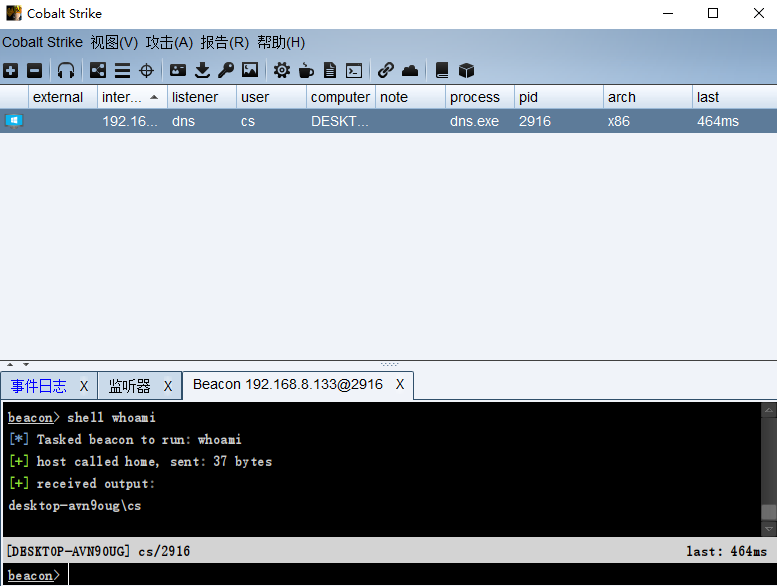 Cobalt Strike
Cobalt Strike 视图(V) 攻击(A) 报告(R) 帮助(H)
external inter... listener user computer note process pid arch last
192.16... dns cs DESKT... dns.exe 2916 x86 464ms
事件日志 X 监听器 X Beacon 192.168.8.133@2916 X
beacon> shell whoami
[*] Tasked beacon to run: whoami
[+] host called home, sent: 37 bytes
[+] received output:
desktop-avn9oug\cs
[DESKTOP-AVN9OUG] cs/2916 last: 464ms
beacon>